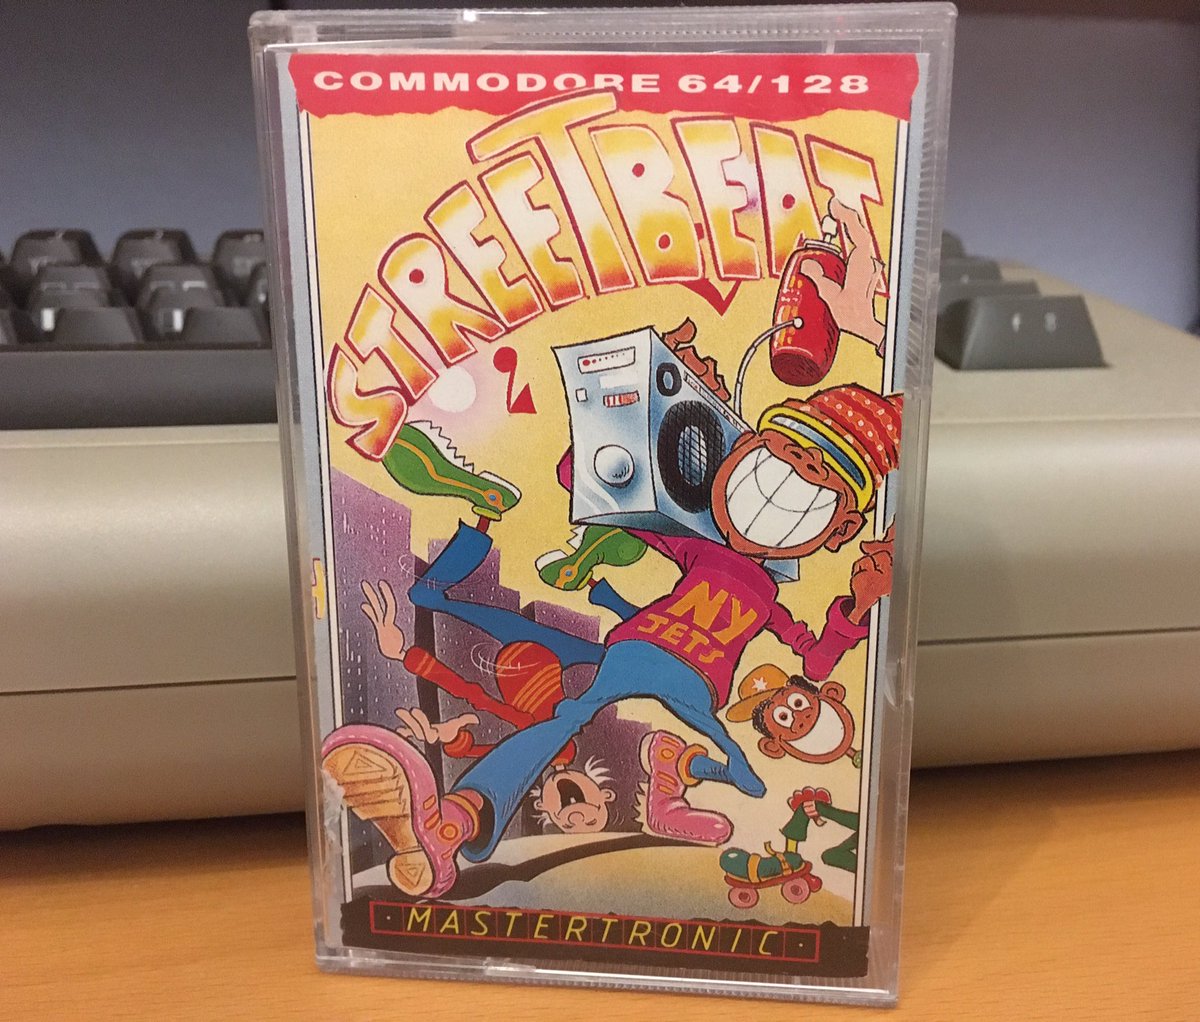 COMMODORE 64/128
STREETBEAT
NY
JETS
MASTERTRONIC